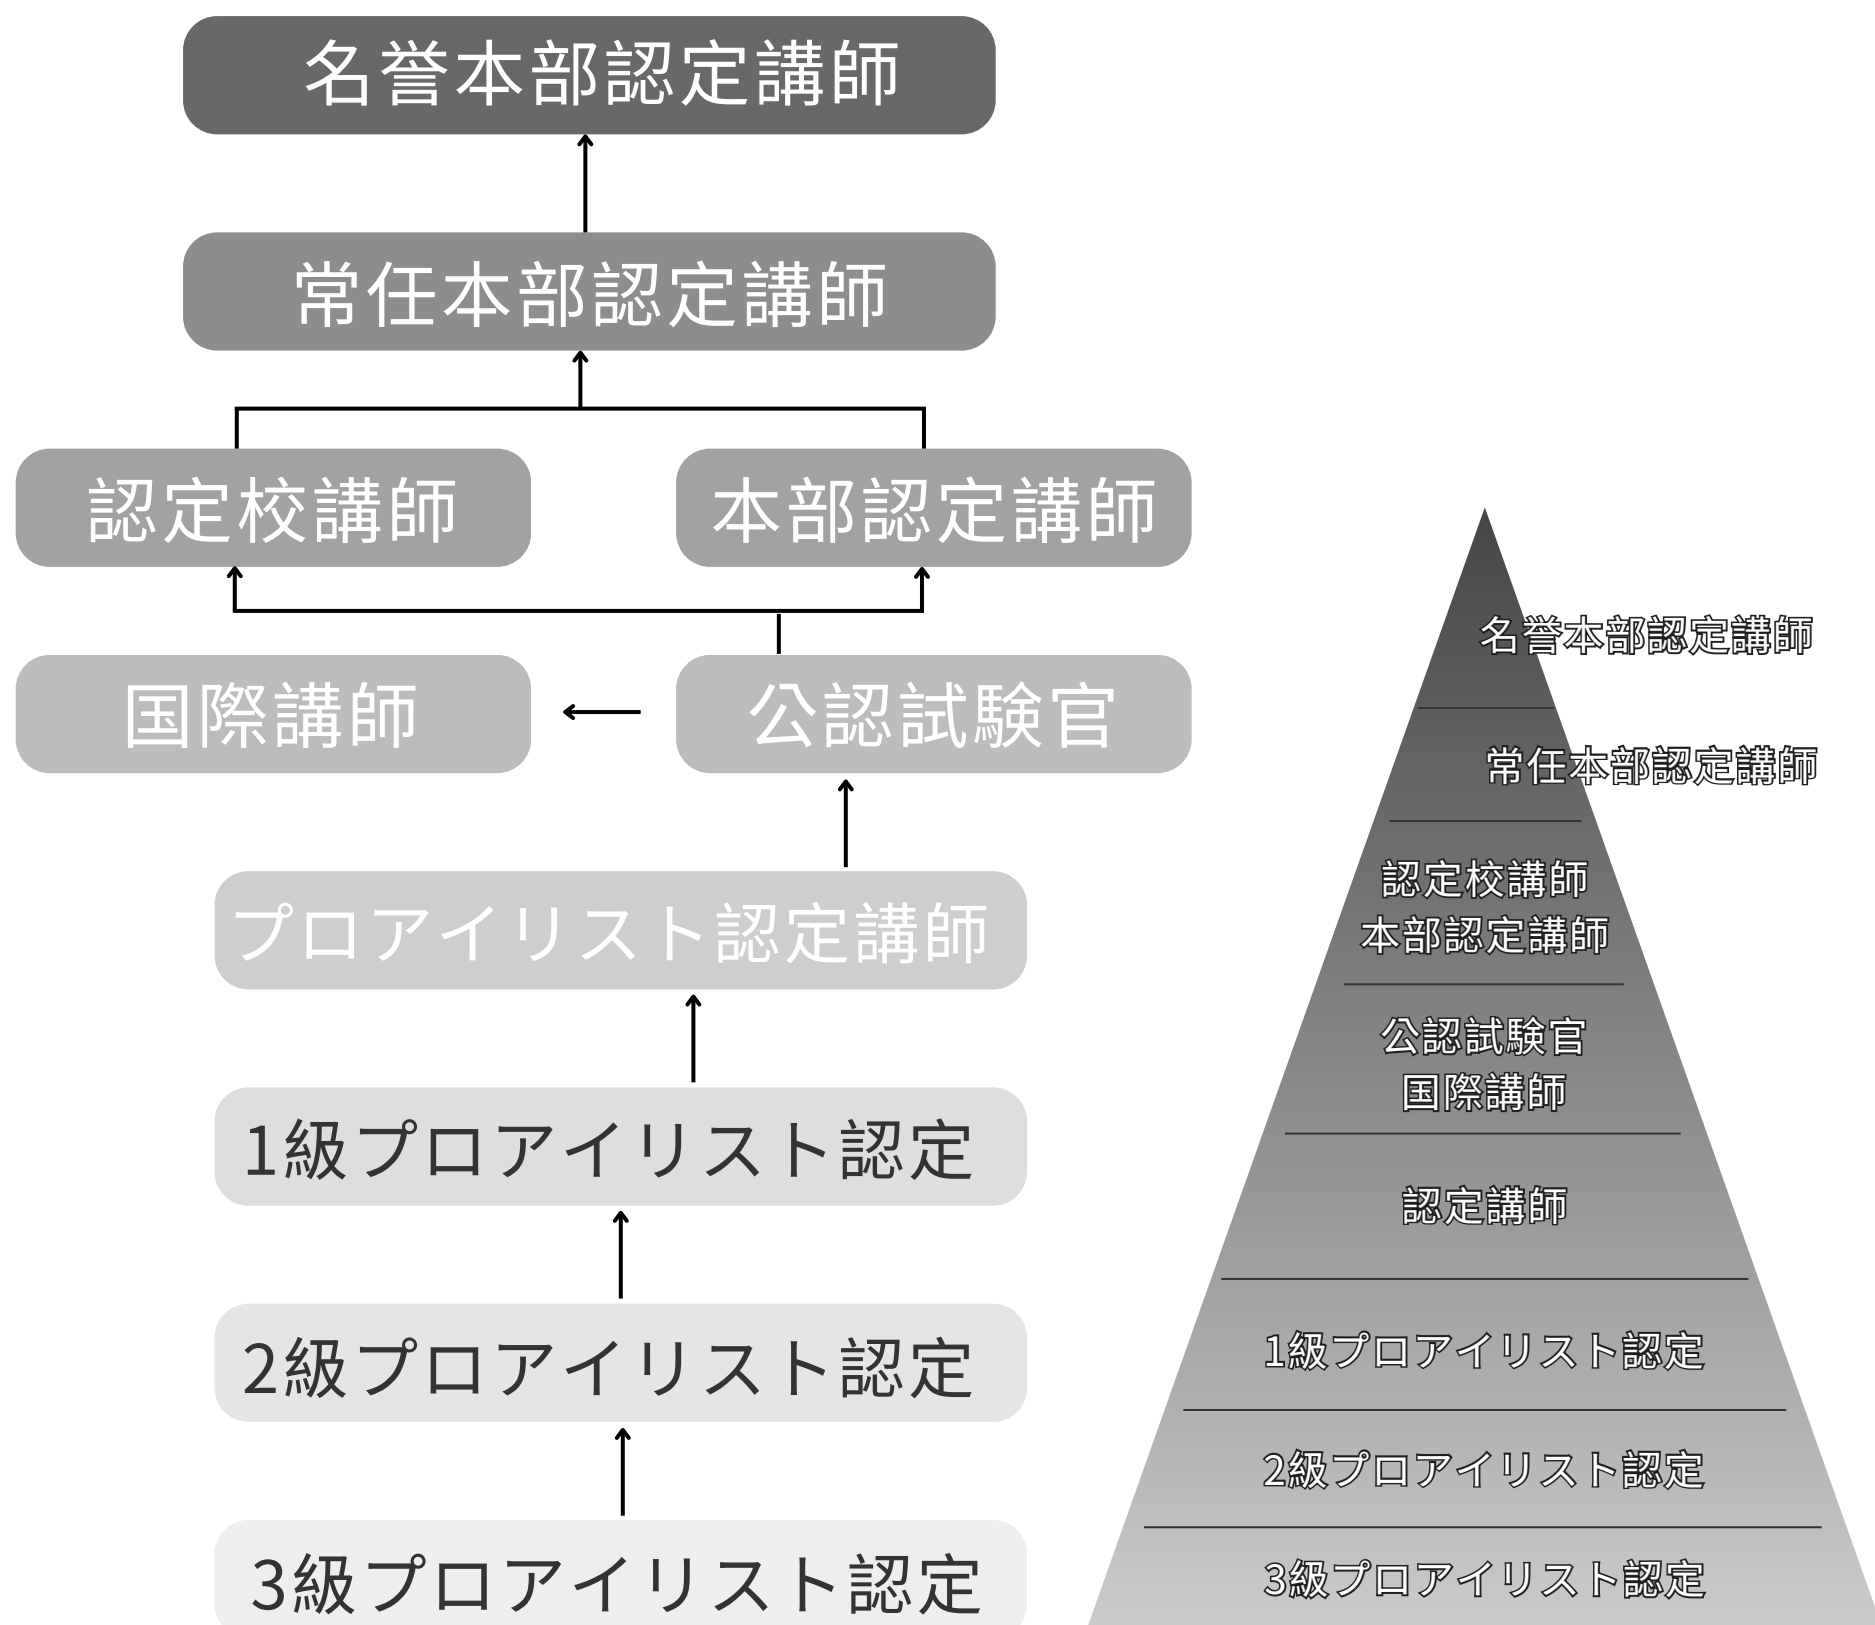 名誉本部認定講師
常任本部認定講師
認定校講師
本部認定講師
国際講師
公認試験官
プロアイリスト認定講師
1級プロアイリスト認定
2級プロアイリスト認定
3級プロアイリスト認定
名誉本部認定講師
常任本部認定講師
認定校講師
本部認定講師
公認試験官
国際講師
認定講師
1級プロアイリスト認定
2級プロアイリスト認定
3級プロアイリスト認定